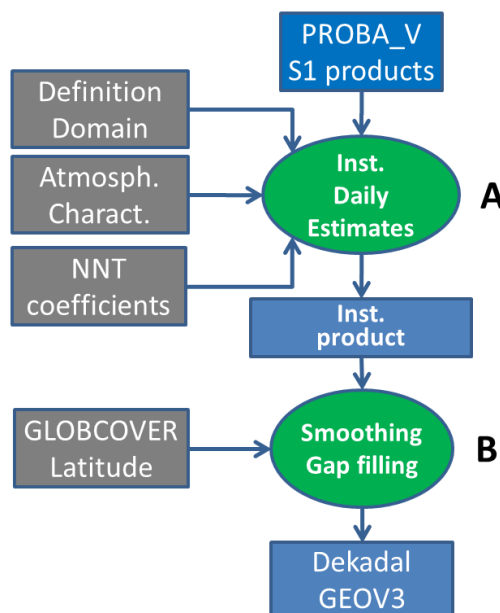 PROBA_V
S1 products
Definition
Domain
Atmosph.
Charact.
NNT
coefficients
Inst.
Daily
Estimates
A
Inst.
product
GLOBCOVER
Latitude
Smoothing
Gap filling
B
Dekadal
GEOV3